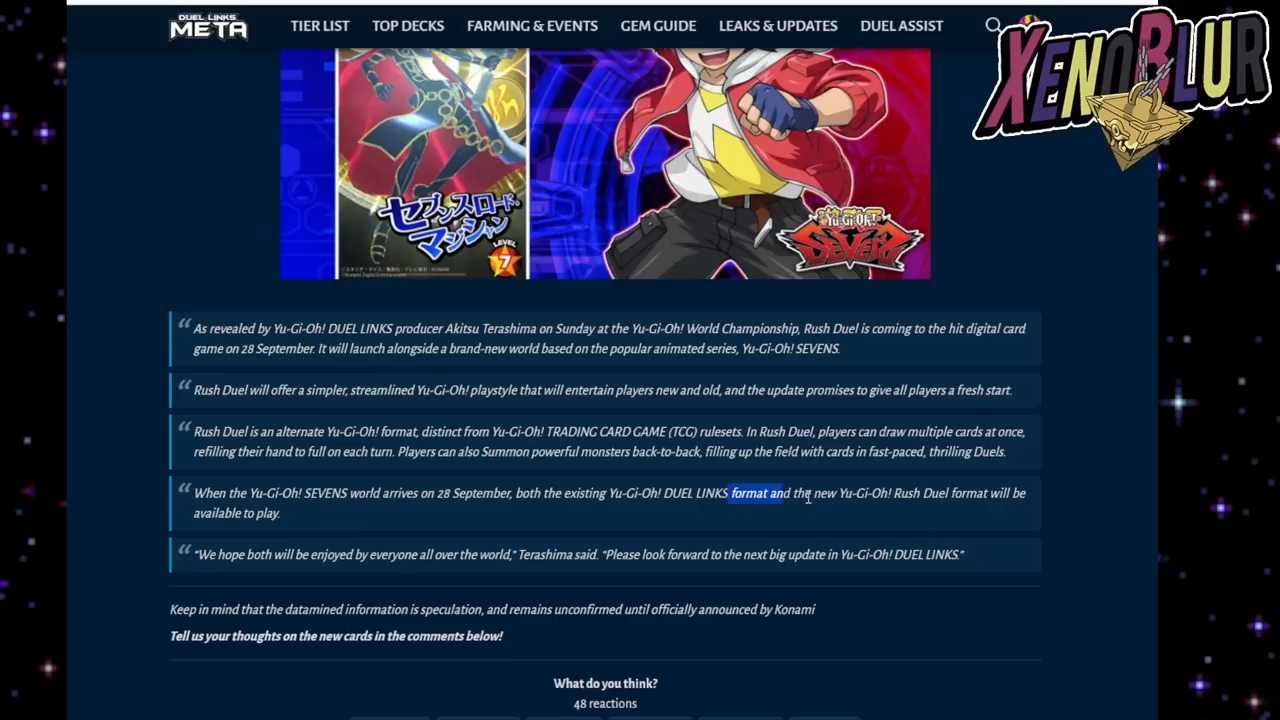 DUEL LINKS
META
TIER LIST
TOP DECKS
FARMING & EVENTS
GEM GUIDE
LEAKS & UPDATES
DUEL ASSIST
XENOBLUR
セブンスロード・
マジシャン
LEVEL
7
Yu-Gi-Oh!
SEVENS
“ As revealed by Yu-Gi-Oh! DUEL LINKS producer Akitsu Terashima on Sunday at the Yu-Gi-Oh! World Championship, Rush Duel is coming to the hit digital card
game on 28 September. It will launch alongside a brand-new world based on the popular animated series, Yu-Gi-Oh! SEVENS.
“ Rush Duel will offer a simpler, streamlined Yu-Gi-Oh! playstyle that will entertain players new and old, and the update promises to give all players a fresh start.
“ Rush Duel is an alternate Yu-Gi-Oh! format, distinct from Yu-Gi-Oh! TRADING CARD GAME (TCG) rulesets. In Rush Duel, players can draw multiple cards at once,
refilling their hand to full on each turn. Players can also Summon powerful monsters back-to-back, filling up the field with cards in fast-paced, thrilling Duels.
“ When the Yu-Gi-Oh! SEVENS world arrives on 28 September, both the existing Yu-Gi-Oh! DUEL LINKS format and the new Yu-Gi-Oh! Rush Duel format will be
available to play.
“ “We hope both will be enjoyed by everyone all over the world,” Terashima said. “Please look forward to the next big update in Yu-Gi-Oh! DUEL LINKS.”
Keep in mind that the datamined information is speculation, and remains unconfirmed until officially announced by Konami
Tell us your thoughts on the new cards in the comments below!
What do you think?
48 reactions